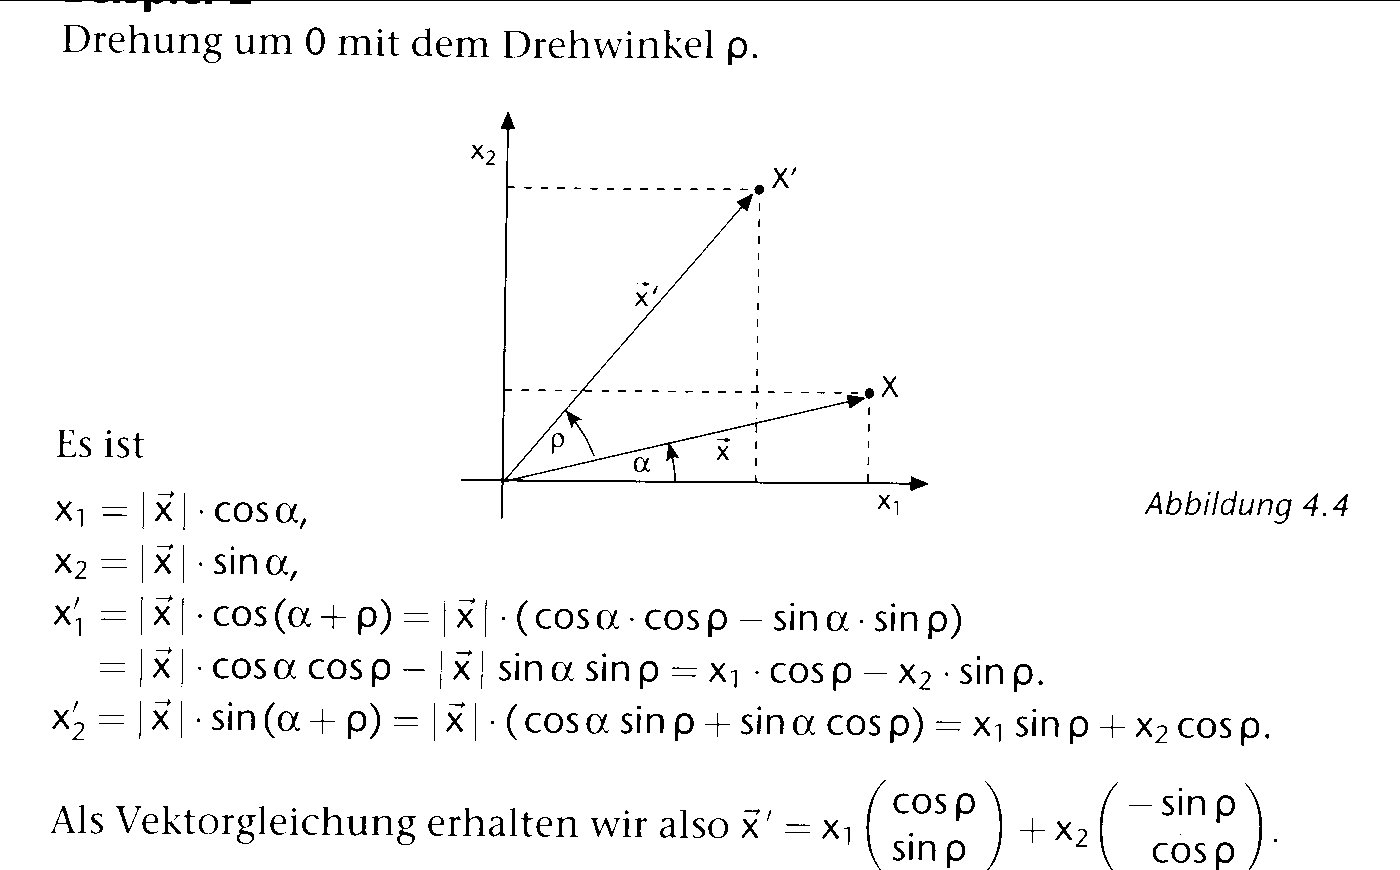 Drehung um 0 mit dem Drehwinkel ρ.
x₂
X′
x⃗′
X
ρ
α
x⃗
x₁
Es ist
Abbildung 4.4
x₁ = |x⃗| · cos α,
x₂ = |x⃗| · sin α,
x′₁ = |x⃗| · cos (α + ρ) = |x⃗| · (cos α · cos ρ − sin α · sin ρ)
= |x⃗| · cos α cos ρ − |x⃗| sin α sin ρ = x₁ · cos ρ − x₂ · sin ρ.
x′₂ = |x⃗| · sin (α + ρ) = |x⃗| · (cos α sin ρ + sin α cos ρ) = x₁ sin ρ + x₂ cos ρ.
Als Vektorgleichung erhalten wir also x⃗′ = x₁ (cos ρ sin ρ) + x₂ (− sin ρ cos ρ).